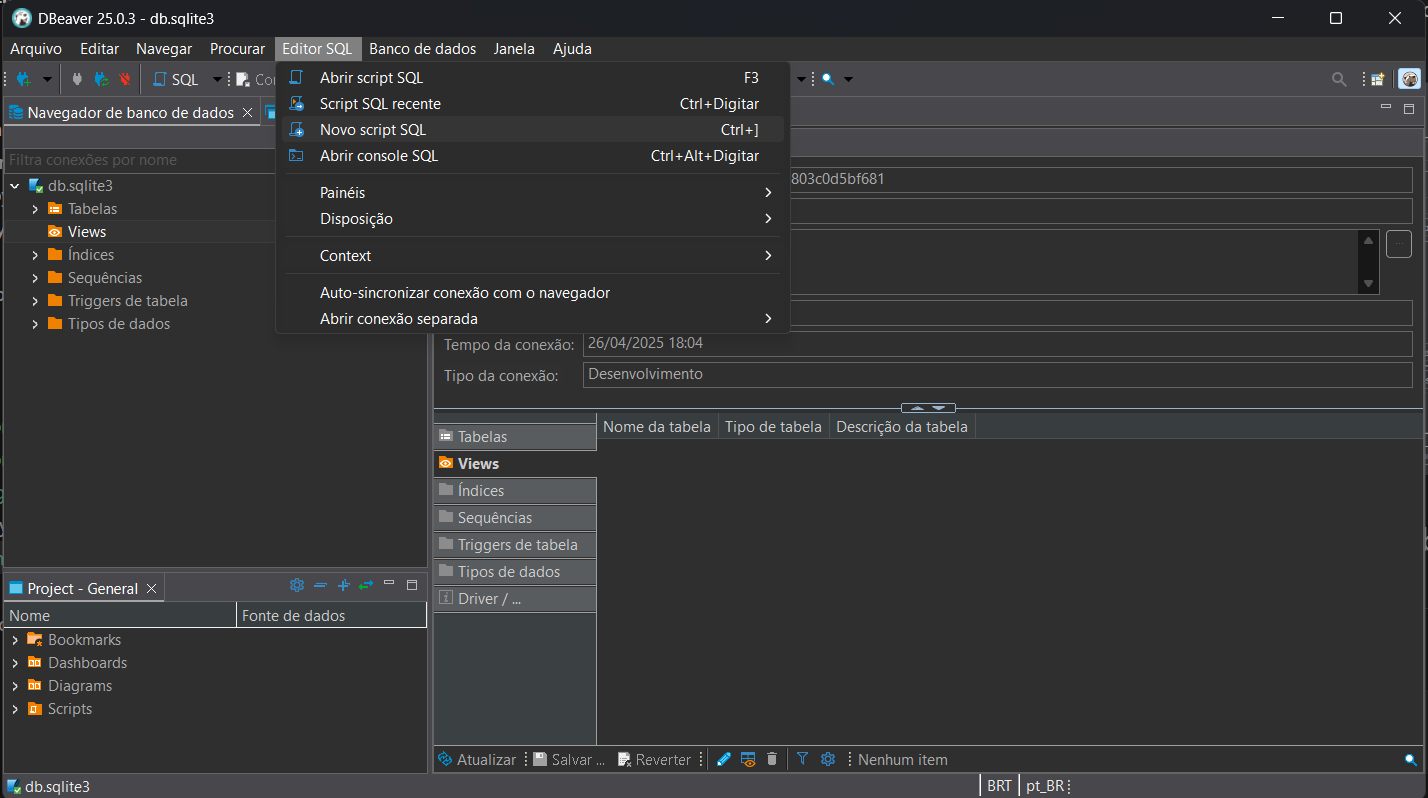 DBeaver 25.0.3 - db.sqlite3
Arquivo Editar Navegar Procurar Editor SQL Banco de dados Janela Ajuda
SQL
Abrir script SQL F3
Script SQL recente Ctrl+Digitar
Novo script SQL Ctrl+]
Abrir console SQL Ctrl+Alt+Digitar
Painéis
Disposição
Context
Auto-sincronizar conexão com o navegador
Abrir conexão separada
Navegador de banco de dados
Filtra conexões por nome
db.sqlite3
Tabelas
Views
Índices
Sequências
Triggers de tabela
Tipos de dados
803c0d5bf681
Tempo da conexão: 26/04/2025 18:04
Tipo da conexão: Desenvolvimento
Tabelas
Views
Índices
Sequências
Triggers de tabela
Tipos de dados
Driver / ...
Nome da tabela Tipo de tabela Descrição da tabela
Project - General
Nome Fonte de dados
Bookmarks
Dashboards
Diagrams
Scripts
Atualizar Salvar ... Reverter Nenhum item
db.sqlite3 BRT pt_BR